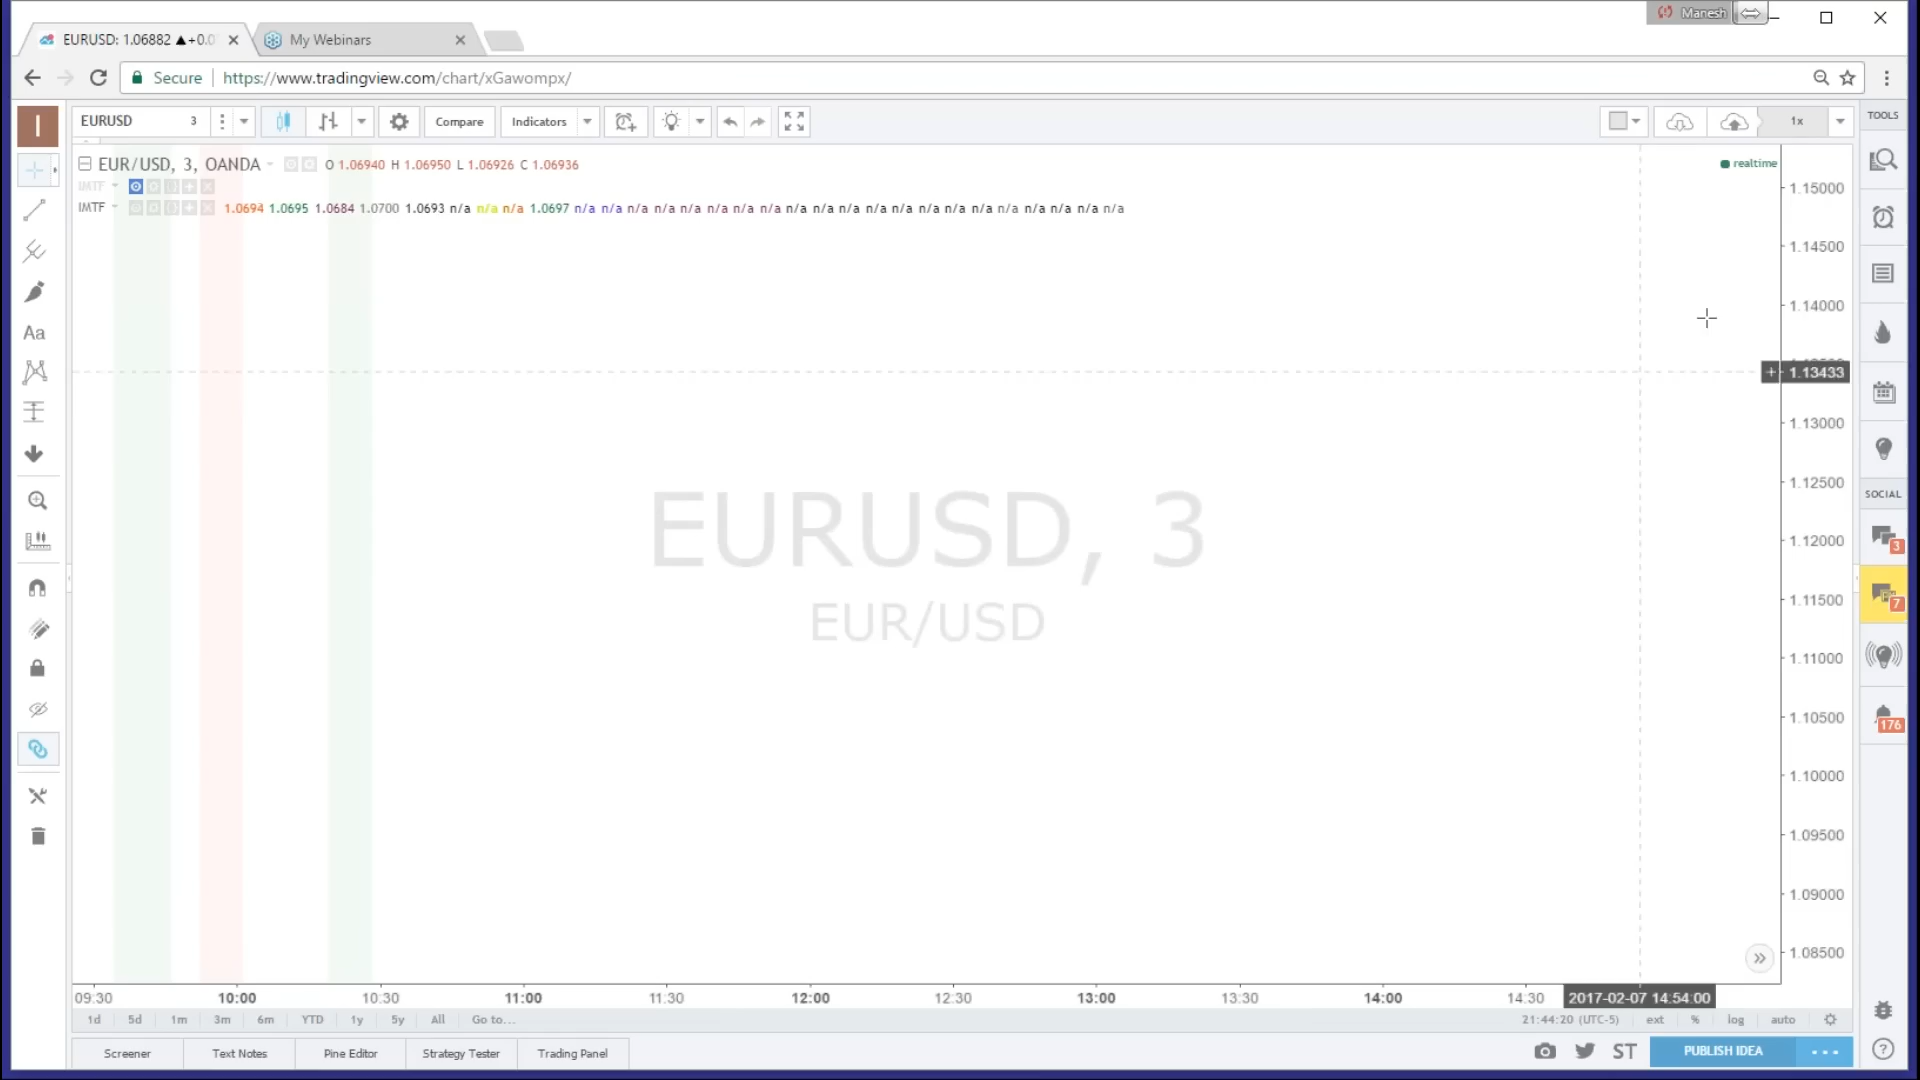 Manesh
EURUSD: 1.06882 ▲+0.0
My Webinars
Secure
https://www.tradingview.com/chart/xGawompx/
EURUSD 3
Compare
Indicators
1x
TOOLS
EUR/USD, 3, OANDA
O 1.06940 H 1.06950 L 1.06926 C 1.06936
realtime
IMTF
IMTF 1.0694 1.0695 1.0684 1.0700 1.0693 n/a n/a n/a 1.0697 n/a n/a n/a n/a n/a n/a n/a n/a n/a n/a n/a n/a n/a n/a n/a n/a n/a n/a n/a n/a n/a
1.15000
1.14500
1.14000
1.13433
1.13000
1.12500
SOCIAL
EURUSD, 3
EUR/USD
1.12000
3
1.11500
7
1.11000
1.10500
176
1.10000
1.09500
1.09000
1.08500
09:30 10:00 10:30 11:00 11:30 12:00 12:30 13:00 13:30 14:00 14:30 2017-02-07 14:54:00
1d 5d 1m 3m 6m YTD 1y 5y All Go to...
21:44:20 (UTC-5) ext % log auto
Screener Text Notes Pine Editor Strategy Tester Trading Panel
ST
PUBLISH IDEA